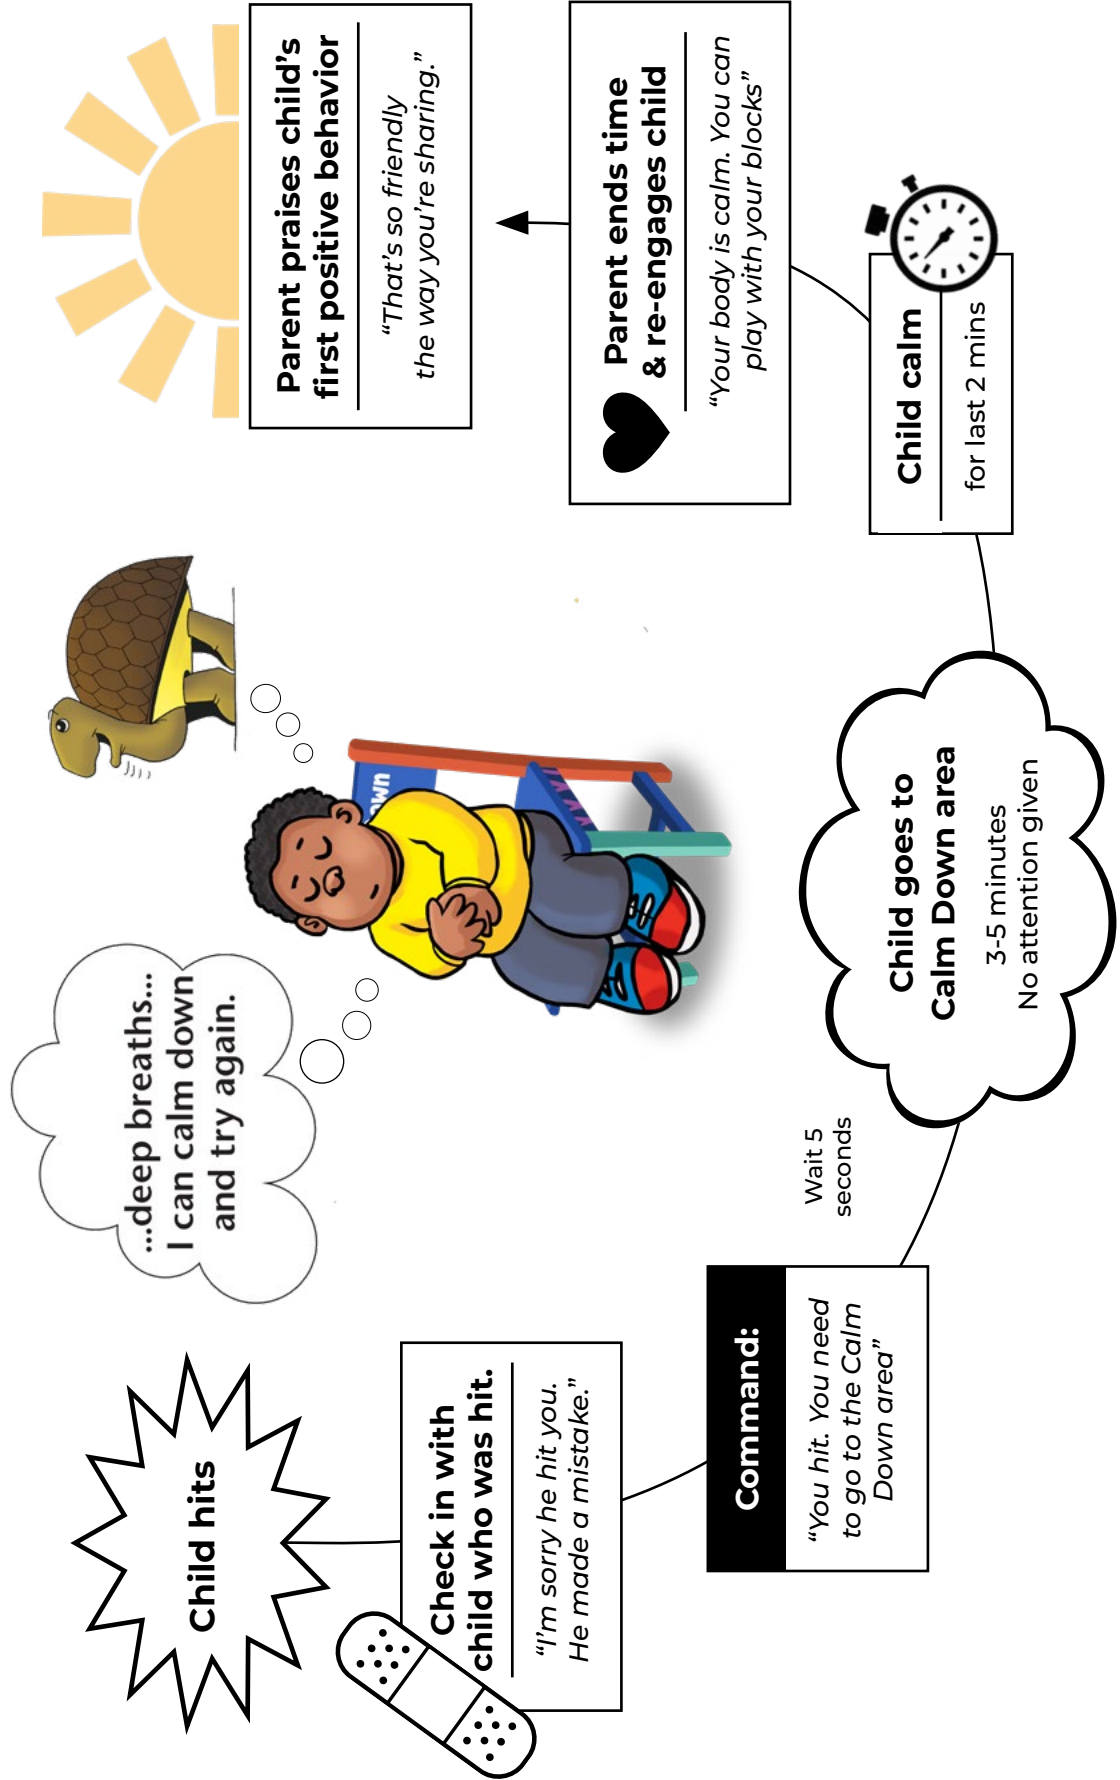 Child hits
Check in with
child who was hit.
“I’m sorry he hit you.
He made a mistake.”
Command:
“You hit. You need
to go to the Calm
Down area”
Wait 5
seconds
Child goes to
Calm Down area
3-5 minutes
No attention given
...deep breaths...
I can calm down
and try again.
Child calm
for last 2 mins
Parent ends time
& re-engages child
“Your body is calm. You can
play with your blocks”
Parent praises child’s
first positive behavior
“That’s so friendly
the way you’re sharing.”